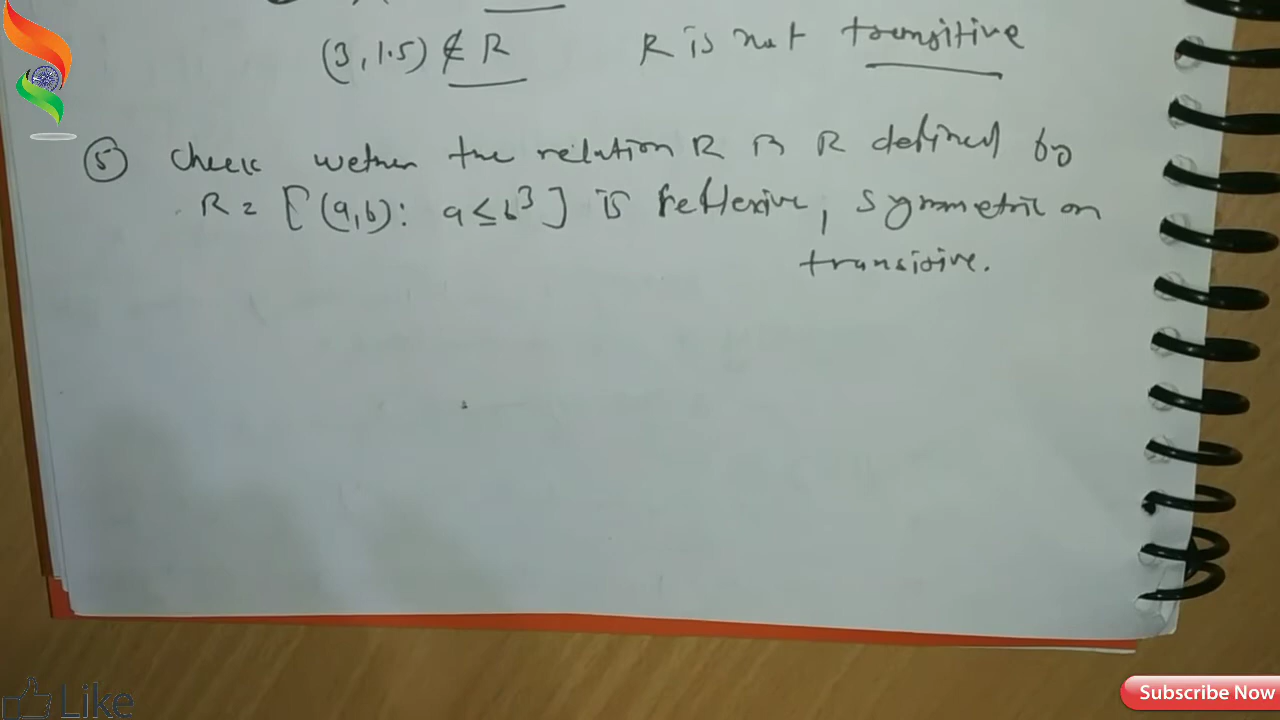 (3, 1.5) ∉ R R is not transitive
⑤ check wether the relation R in R defined by
R = [(a,b): a ≤ b³] is reflexive, symmetric or
transitive.
Like
Subscribe Now